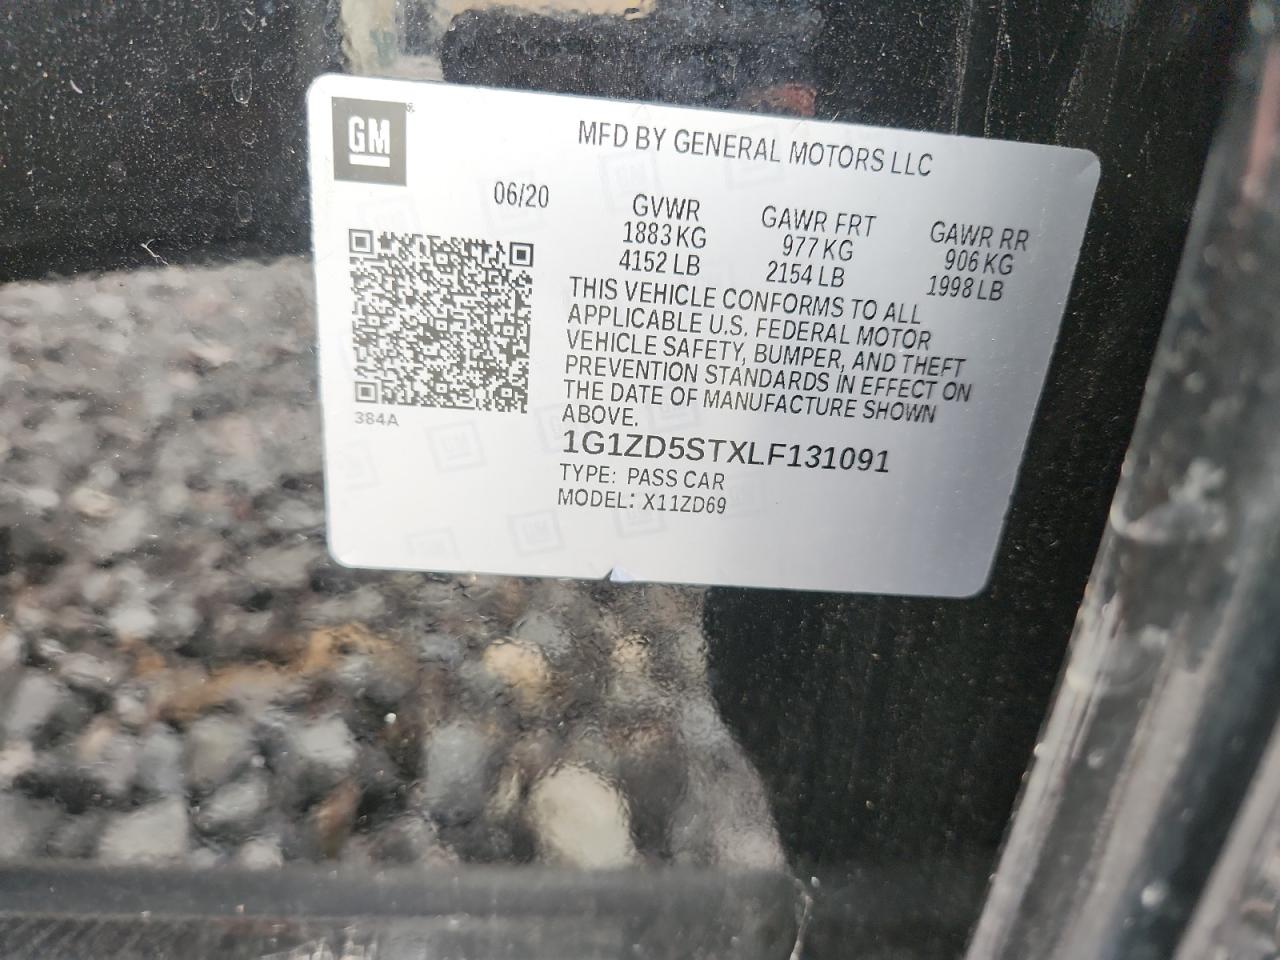 GM
MFD BY GENERAL MOTORS LLC
06/20
GVWR
1883 KG
4152 LB
GAWR FRT
977 KG
2154 LB
GAWR RR
906 KG
1998 LB
THIS VEHICLE CONFORMS TO ALL
APPLICABLE U.S. FEDERAL MOTOR
VEHICLE SAFETY, BUMPER, AND THEFT
PREVENTION STANDARDS IN EFFECT ON
THE DATE OF MANUFACTURE SHOWN
ABOVE.
384A
1G1ZD5STXLF131091
TYPE: PASS CAR
MODEL: X11ZD69